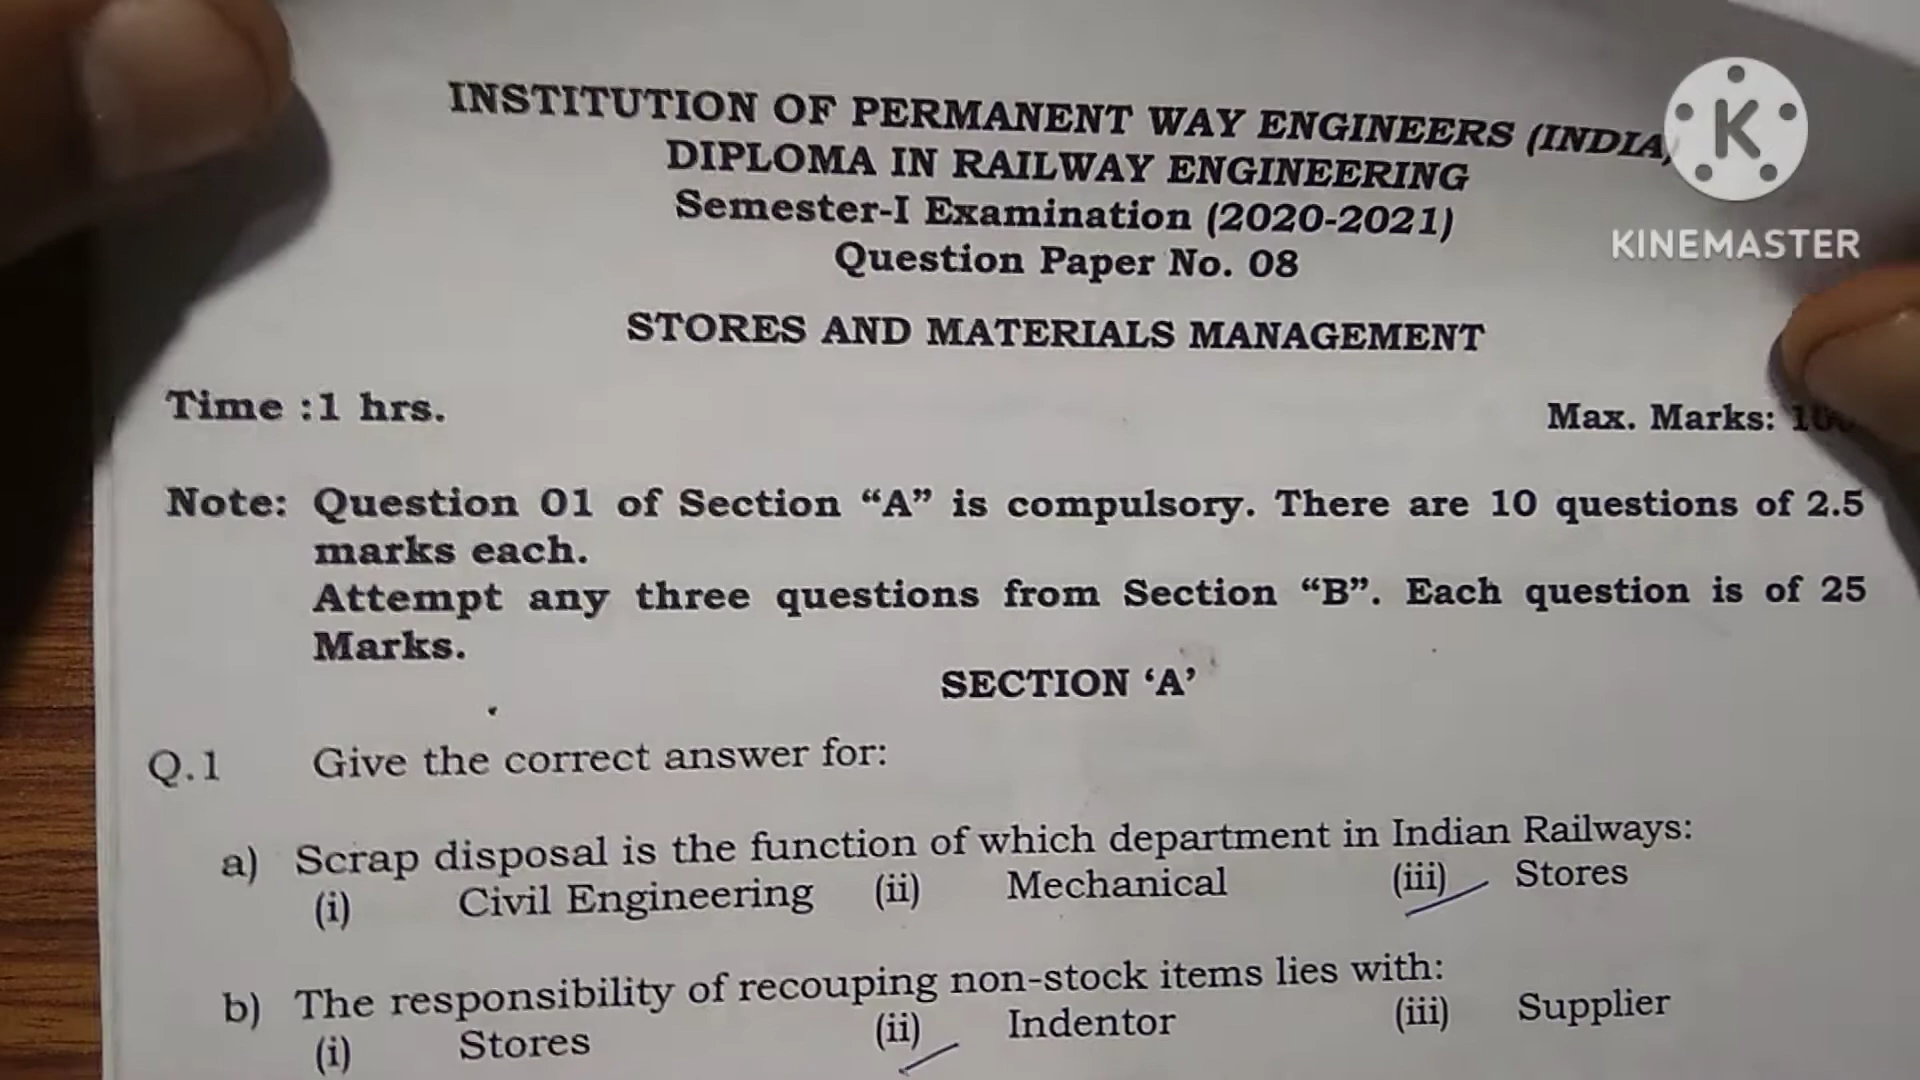 INSTITUTION OF PERMANENT WAY ENGINEERS (INDIA)
DIPLOMA IN RAILWAY ENGINEERING
Semester-I Examination (2020-2021)
Question Paper No. 08
K
KINEMASTER
STORES AND MATERIALS MANAGEMENT
Time :1 hrs. Max. Marks:
Note: Question 01 of Section “A” is compulsory. There are 10 questions of 2.5
marks each.
Attempt any three questions from Section “B”. Each question is of 25
Marks.
SECTION ‘A’
Q.1 Give the correct answer for:
a) Scrap disposal is the function of which department in Indian Railways:
(i) Civil Engineering (ii) Mechanical (iii) Stores
b) The responsibility of recouping non-stock items lies with:
(i) Stores (ii) Indentor (iii) Supplier